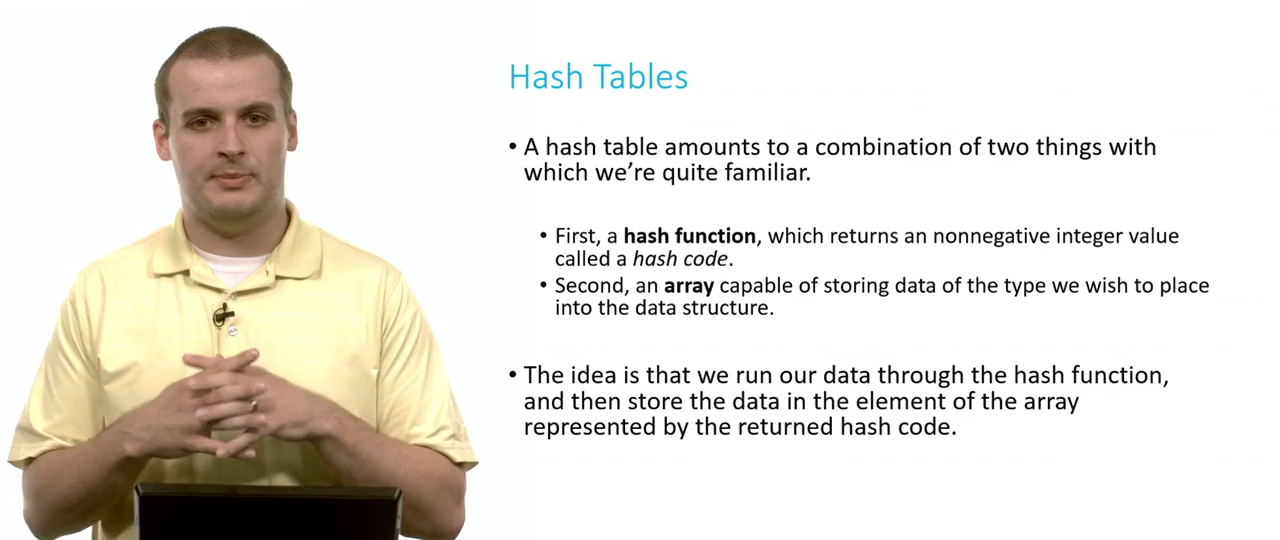 Hash Tables
• A hash table amounts to a combination of two things with
which we’re quite familiar.
• First, a hash function, which returns an nonnegative integer value
called a hash code.
• Second, an array capable of storing data of the type we wish to place
into the data structure.
• The idea is that we run our data through the hash function,
and then store the data in the element of the array
represented by the returned hash code.